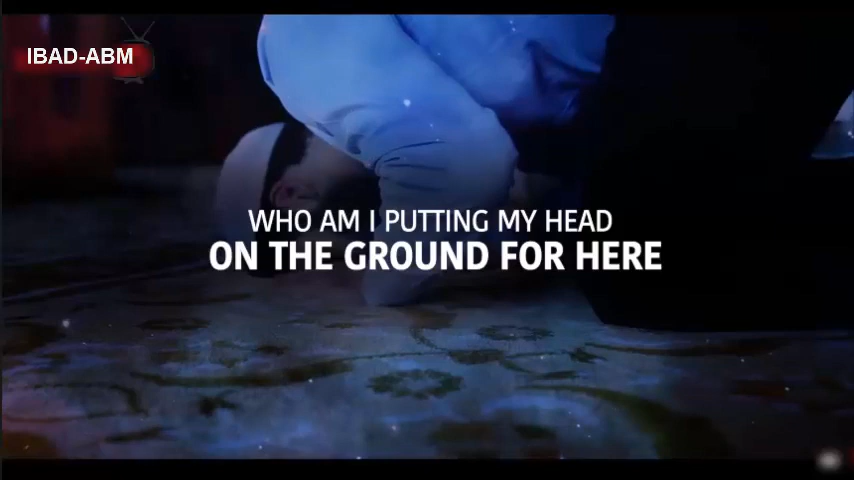 IBAD-ABM
WHO AM I PUTTING MY HEAD
ON THE GROUND FOR HERE